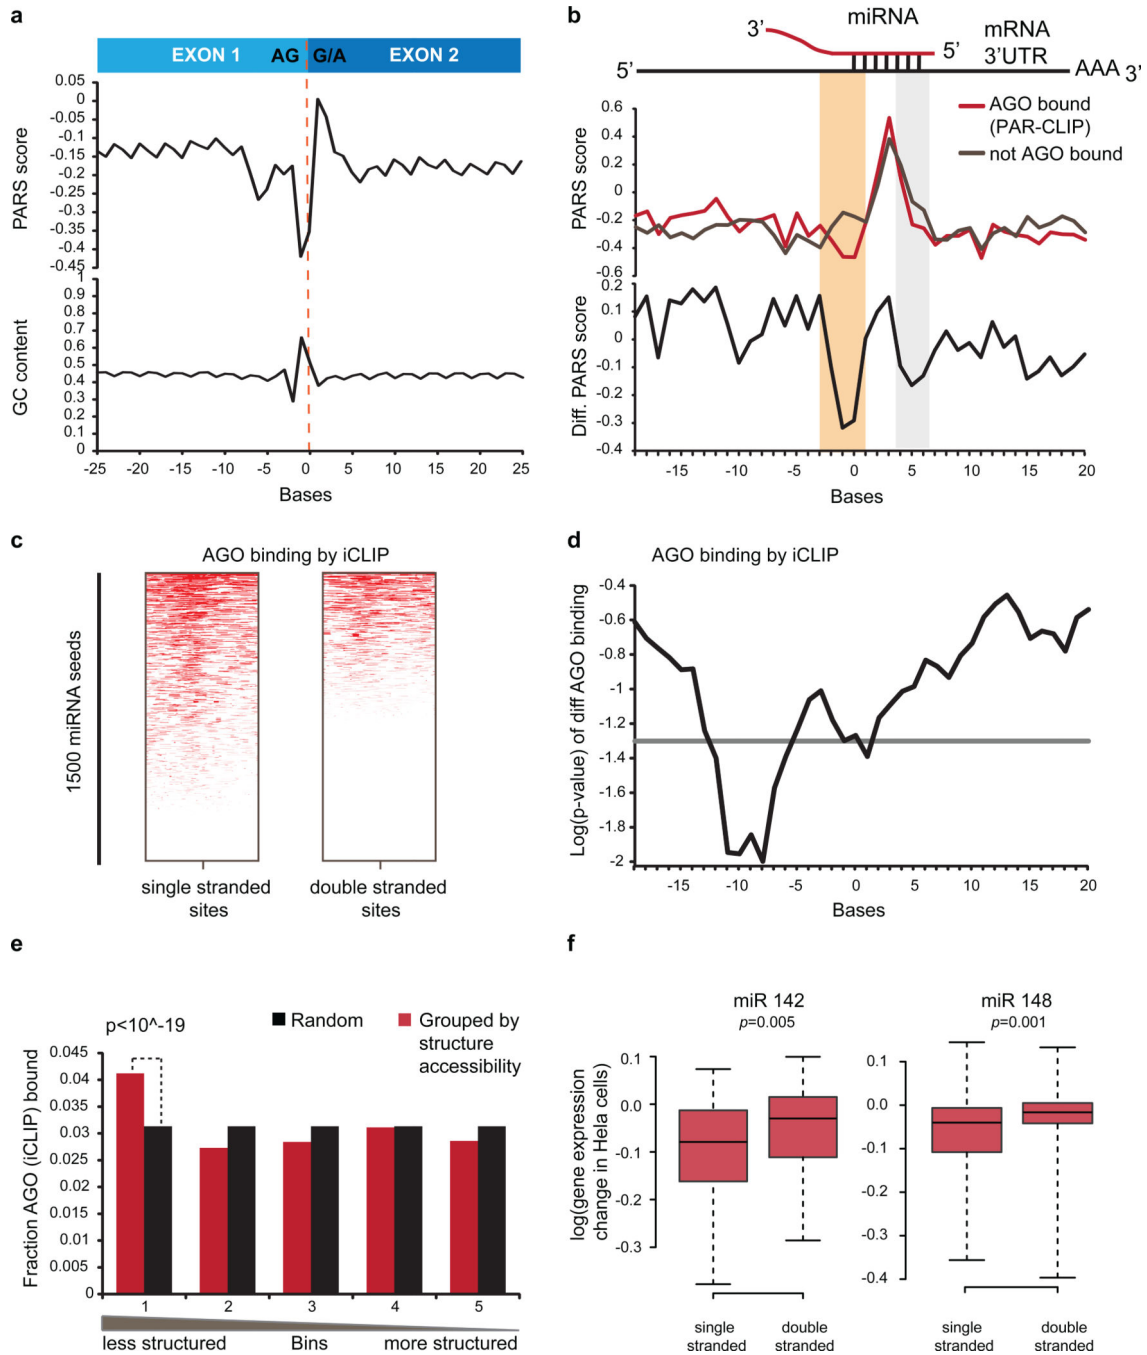 a
EXON 1 AG G/A EXON 2
0.05
0
-0.05
-0.1
-0.15
-0.2
-0.25
-0.3
-0.35
-0.4
-0.45
PARS score
1
0.9
0.8
0.7
0.6
0.5
0.4
0.3
0.2
0.1
0
GC content
-25 -20 -15 -10 -5 0 5 10 15 20 25
Bases
b
miRNA
3’
5’
mRNA
3’UTR
5’
AAA 3’
AGO bound
(PAR-CLIP)
not AGO bound
0.6
0.4
0.2
0
-0.2
-0.4
-0.6
PARS score
0.2
0.1
0
-0.1
-0.2
-0.3
-0.4
Diff. PARS score
-15 -10 -5 0 5 10 15 20
Bases
c
AGO binding by iCLIP
1500 miRNA seeds
single stranded
sites
double stranded
sites
d
AGO binding by iCLIP
-0.4
-0.6
-0.8
-1
-1.2
-1.4
-1.6
-1.8
-2
Log(p-value) of diff AGO binding
-15 -10 -5 0 5 10 15 20
Bases
e
p<10^-19
Random
Grouped by
structure
accessibility
0.045
0.04
0.035
0.03
0.025
0.02
0.015
0.01
0.005
0
Fraction AGO (iCLIP) bound
1 2 3 4 5
less structured Bins more structured
f
miR 142
p=0.005
0.1
0.0
-0.1
-0.2
-0.3
log(gene expression
change in Hela cells)
single
stranded
double
stranded
miR 148
p=0.001
0.1
0.0
-0.1
-0.2
-0.3
-0.4
single
stranded
double
stranded